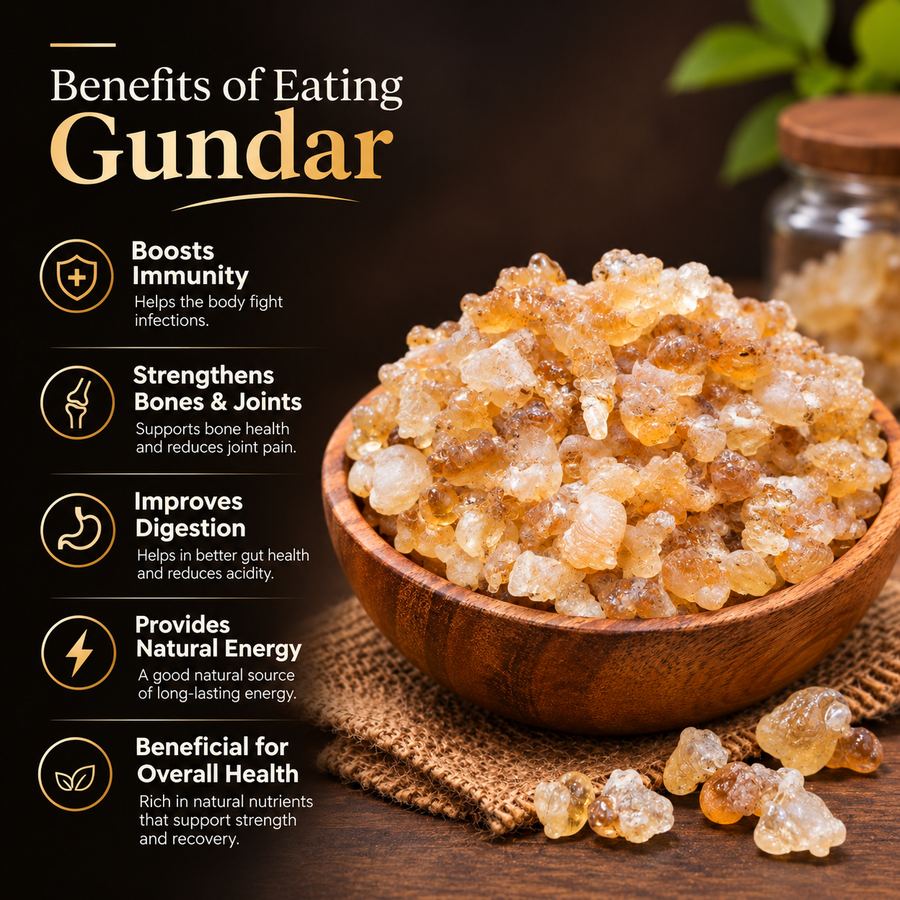 Benefits of Eating
Gundar
Boosts
Immunity
Helps the body fight
infections.
Strengthens
Bones & Joints
Supports bone health
and reduces joint pain.
Improves
Digestion
Helps in better gut health
and reduces acidity.
Provides
Natural Energy
A good natural source
of long-lasting energy.
Beneficial for
Overall Health
Rich in natural nutrients
that support strength
and recovery.